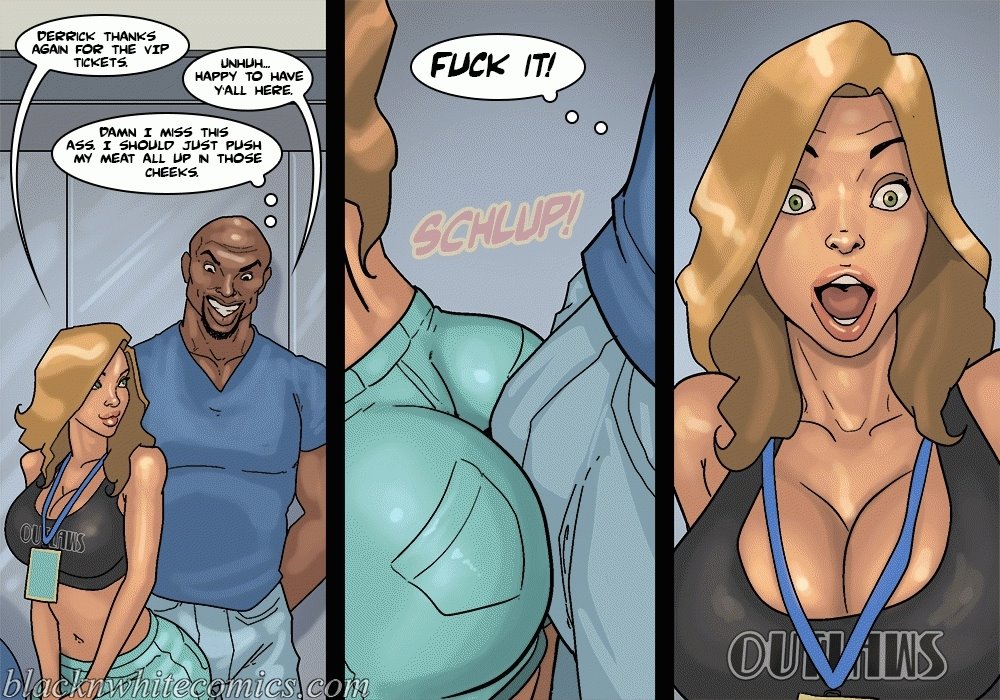 DERRICK THANKS
AGAIN FOR THE VIP
TICKETS.
UNHUH...
HAPPY TO HAVE
Y'ALL HERE.
DAMN I MISS THIS
ASS. I SHOULD JUST PUSH
MY MEAT ALL UP IN THOSE
CHEEKS.
OUTLAWS
FUCK IT!
SCHLUP!
OUTLAWS
blacknwhitecomics.com